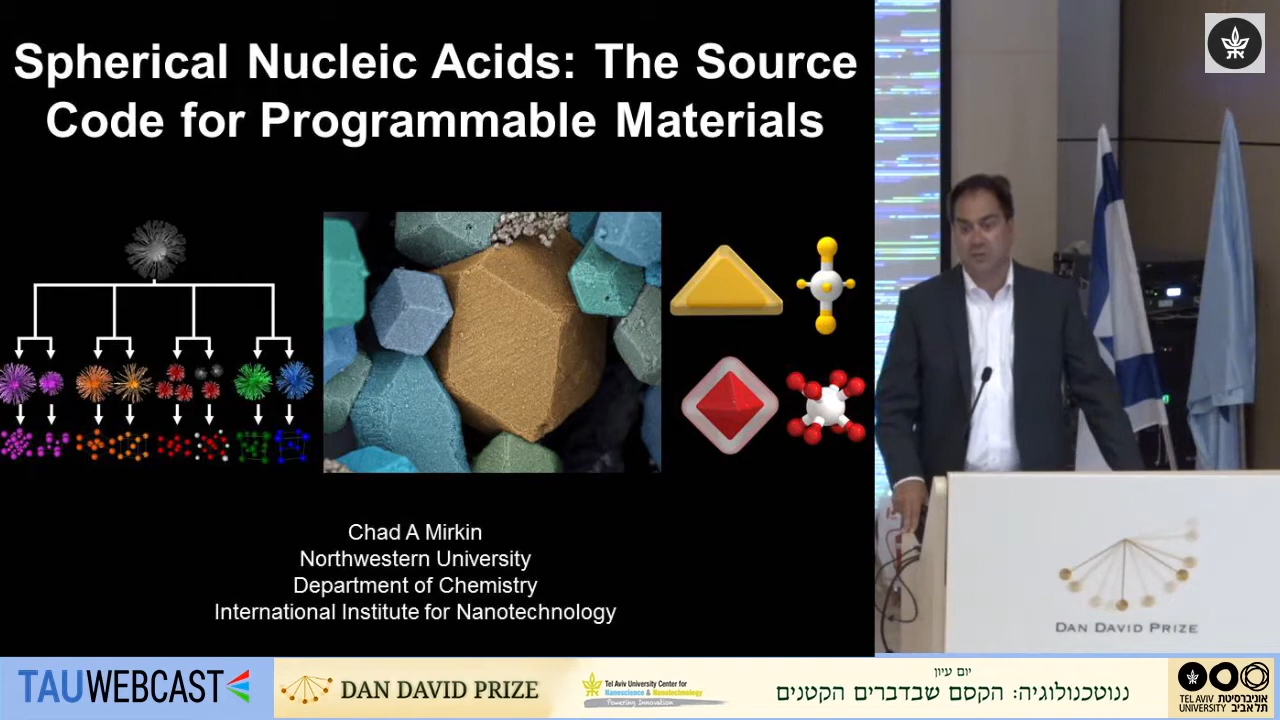 Spherical Nucleic Acids: The Source
Code for Programmable Materials
Chad A Mirkin
Northwestern University
Department of Chemistry
International Institute for Nanotechnology
DAN DAVID PRIZE
TAUWEBCAST
DAN DAVID PRIZE
Tel Aviv University Center for
Nanoscience & Nanotechnology
Powering Innovation
יום עיון
ננוטכנולוגיה: הקסם שבדברים הקטנים
TEL AVIV אוניברסיטת
UNIVERSITY תל אביב